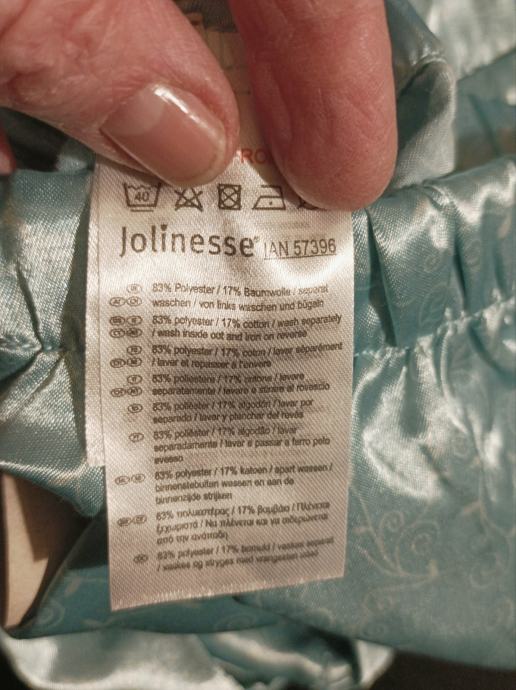 FRO
40
Jolinesse® IAN 57396
83% Polyester / 17% Baumwolle / separat
waschen / von links waschen und bügeln
83% polyester / 17% cotton / wash separately
/ wash inside out and iron on reverse
83% polyester / 17% coton / laver séparément
/ laver et repasser à l'envers
83% poliestere / 17% cotone / lavare
separatamente / lavare e stirare al rovescio
83% poliéster / 17% algodón / lavar por
separado / lavar y planchar del revés
83% poliéster / 17% algodão / lavar
separadamente / lavar e passar a ferro pelo
avesso
83% polyester / 17% katoen / apart wassen /
binnenstebuiten wassen en aan de
binnenzijde strijken
83% πολυεστέρας / 17% βαμβάκι / Πλένεται
ξεχωριστά / Να πλένεται και να σιδερώνεται
από την ανάποδη
83% polyester / 17% bomuld / vaskes separat
/ vaskes og stryges med vrangsiden udad